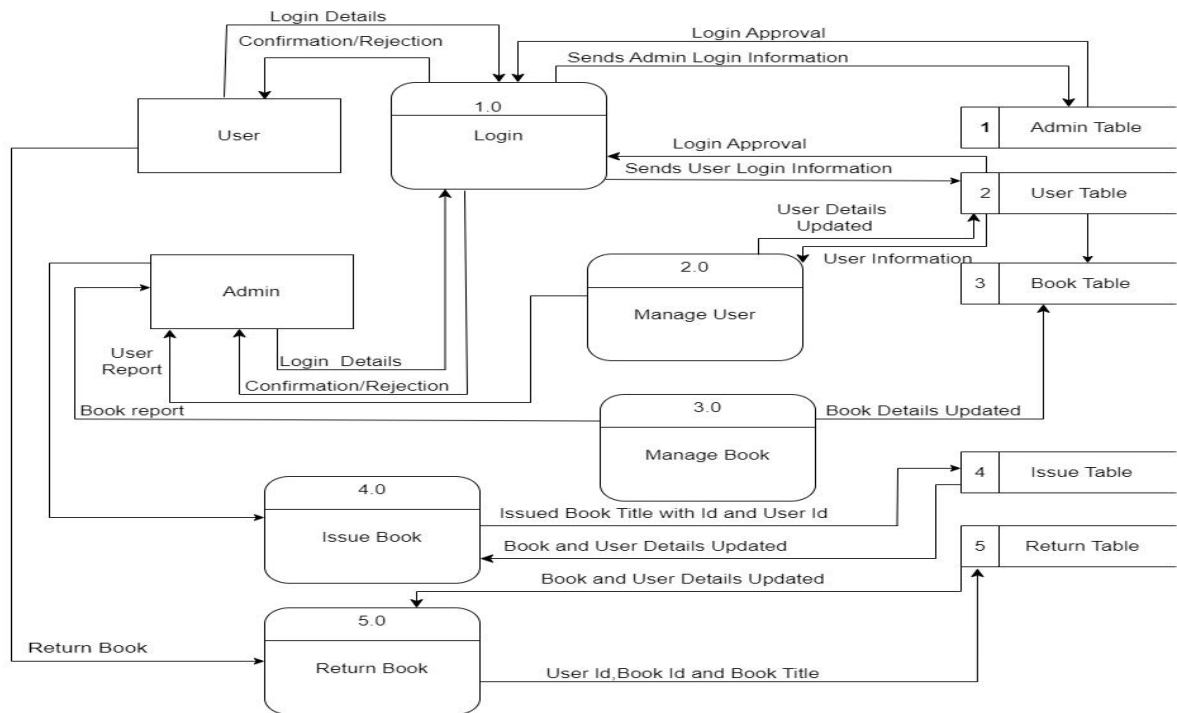 Login Details
Confirmation/Rejection
Login Approval
Sends Admin Login Information
1.0
Login
User
1 Admin Table
Login Approval
Sends User Login Information
2 User Table
User Details
Updated
User Information
2.0
Manage User
3 Book Table
Admin
User
Report
Login Details
Confirmation/Rejection
Book report
3.0
Manage Book
Book Details Updated
4 Issue Table
4.0
Issue Book
Issued Book Title with Id and User Id
Book and User Details Updated
5 Return Table
Book and User Details Updated
5.0
Return Book
Return Book
User Id,Book Id and Book Title